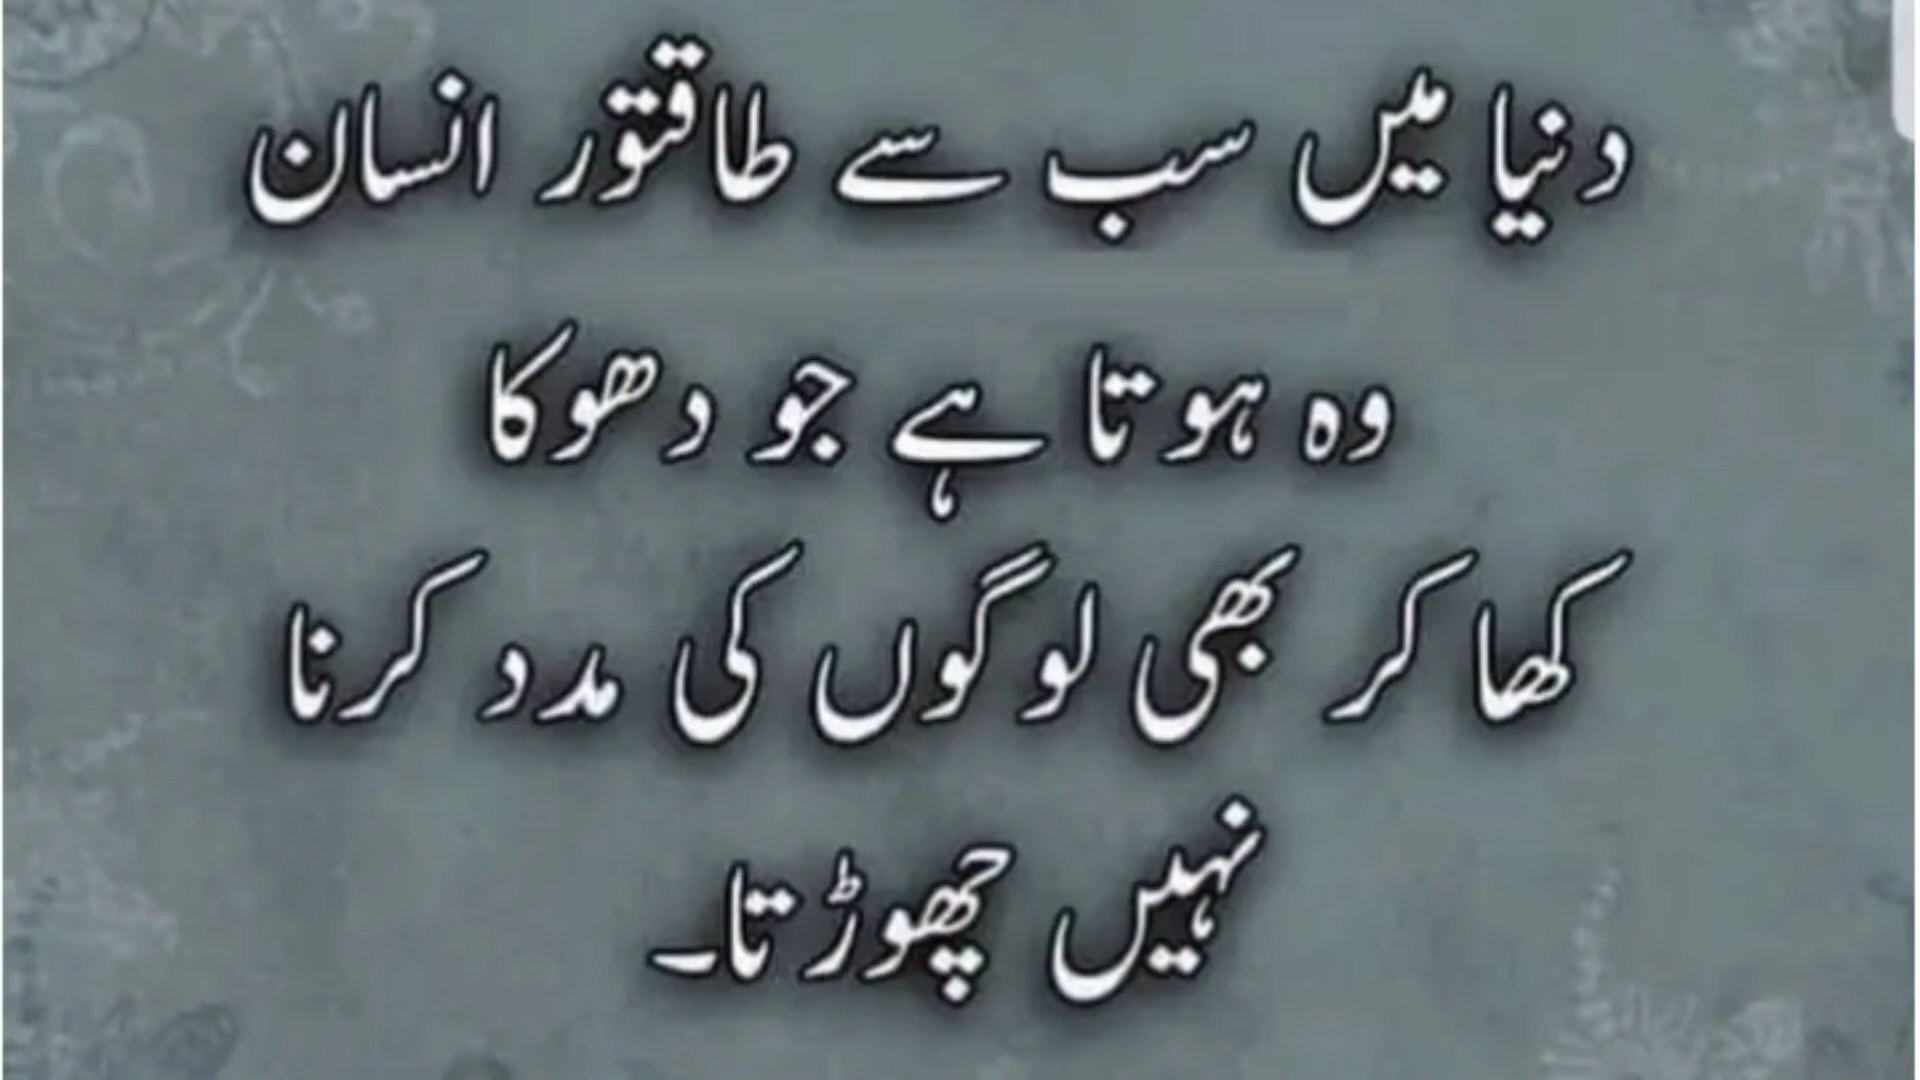 دنیا میں سب سے طاقتور انسان
وہ ہوتا ہے جو دھوکا
کھا کر بھی لوگوں کی مدد کرنا
نہیں چھوڑتا۔